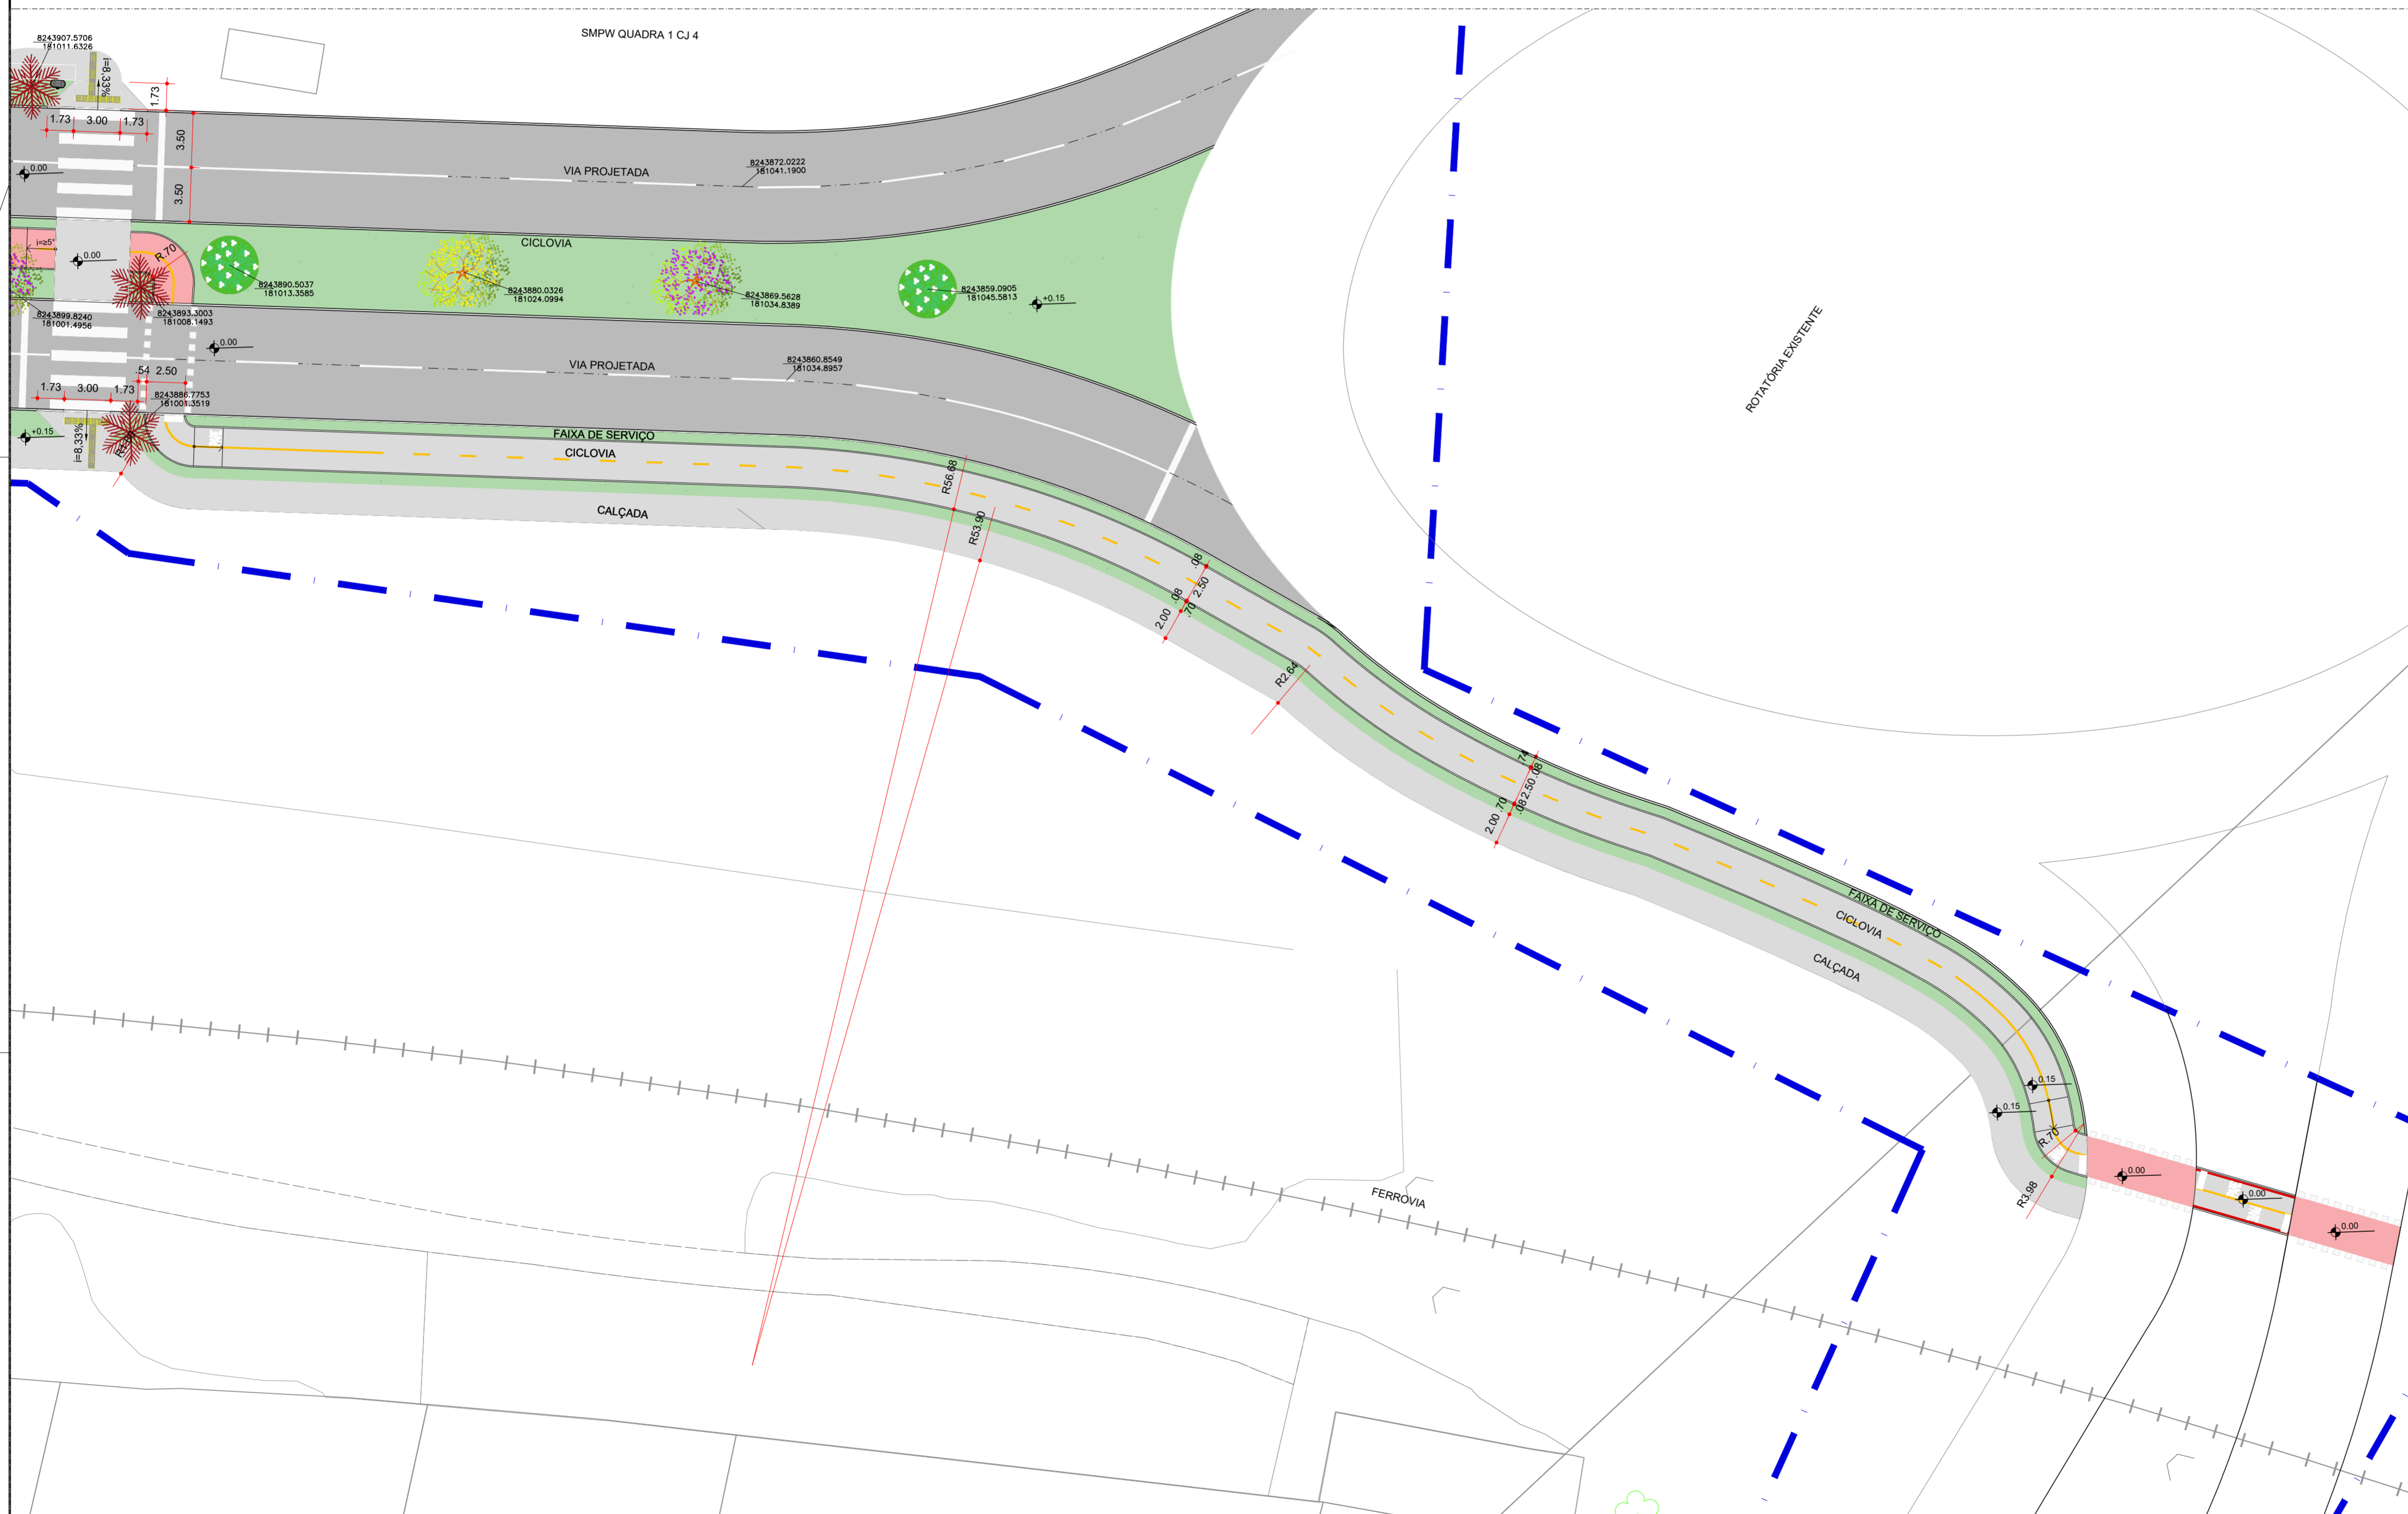 SMPW QUADRA 1 CJ 4
8243907.5706
181011.6326
i=8,33%
1.73
1.73
3.00
1.73
3.50
3.50
0.00
VIA PROJETADA
8243872.0222
181041.1900
i=≥5°
0.00
R.70
CICLOVIA
8243890.5037
181013.3585
8243880.0326
181024.0994
8243869.5628
181034.8389
8243859.0905
181045.5813
+0.15
8243899.8240
181001.4956
8243893.3003
181008.1493
0.00
VIA PROJETADA
8243860.8549
181034.8957
.54
2.50
1.73
3.00
1.73
8243886.7753
181001.3519
+0.15
i=8,33%
FAIXA DE SERVIÇO
CICLOVIA
CALÇADA
R56.68
R53.90
.08
2.50
.08
.70
2.00
R2.64
ROTATÓRIA EXISTENTE
.74
.08
2.50
.08
.70
2.00
FAIXA DE SERVIÇO
CICLOVIA
CALÇADA
0.15
0.15
R.70
R3.98
0.00
0.00
0.00
FERROVIA